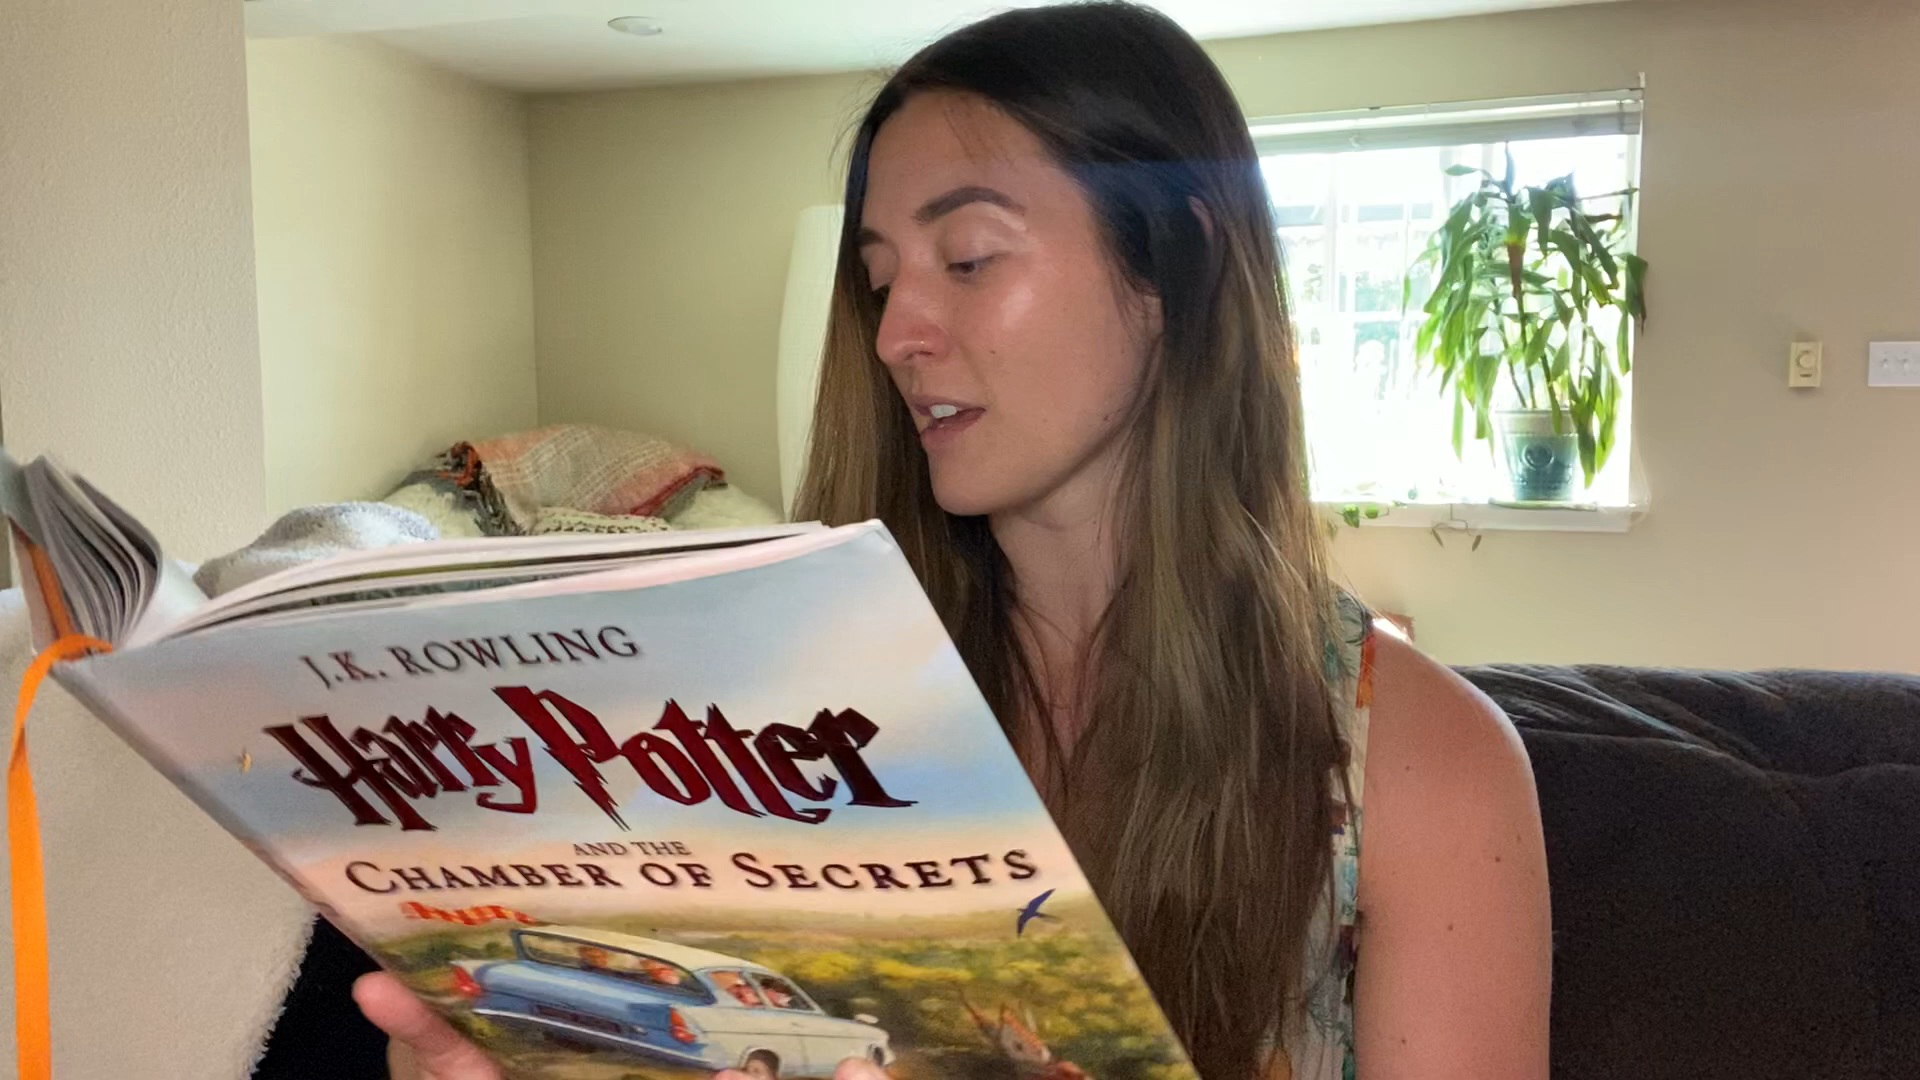 J.K. ROWLING
Harry Potter
AND THE
CHAMBER OF SECRETS